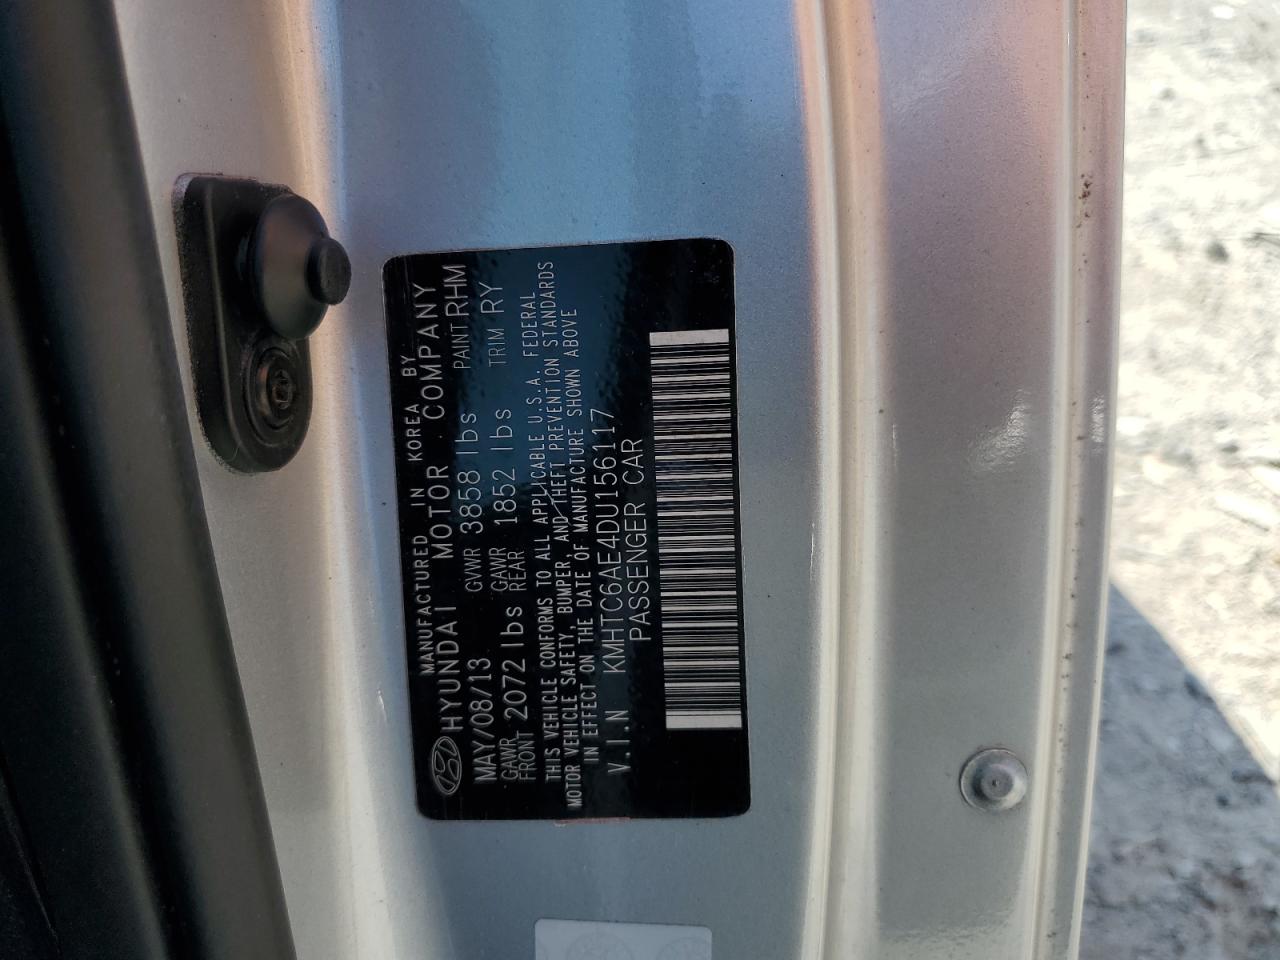 MANUFACTURED IN KOREA BY
HYUNDAI MOTOR COMPANY
MAY/08/13 GVWR 3858 lbs PAINT RHM
GAWR FRONT 2072 lbs GAWR REAR 1852 lbs TRIM RY
THIS VEHICLE CONFORMS TO ALL APPLICABLE U.S.A. FEDERAL
MOTOR VEHICLE SAFETY, BUMPER, AND THEFT PREVENTION STANDARDS
IN EFFECT ON THE DATE OF MANUFACTURE SHOWN ABOVE
V.I.N KMHTC6AE4DU156117
PASSENGER CAR